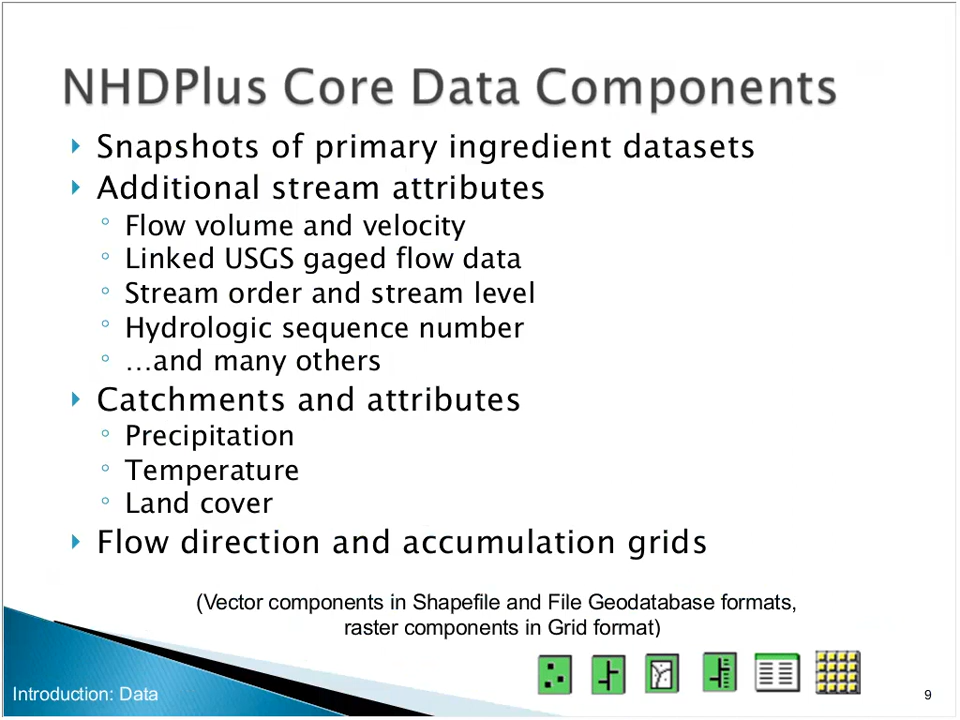 NHDPlus Core Data Components
Snapshots of primary ingredient datasets
Additional stream attributes
Flow volume and velocity
Linked USGS gaged flow data
Stream order and stream level
Hydrologic sequence number
…and many others
Catchments and attributes
Precipitation
Temperature
Land cover
Flow direction and accumulation grids
(Vector components in Shapefile and File Geodatabase formats,
raster components in Grid format)
Introduction: Data
9